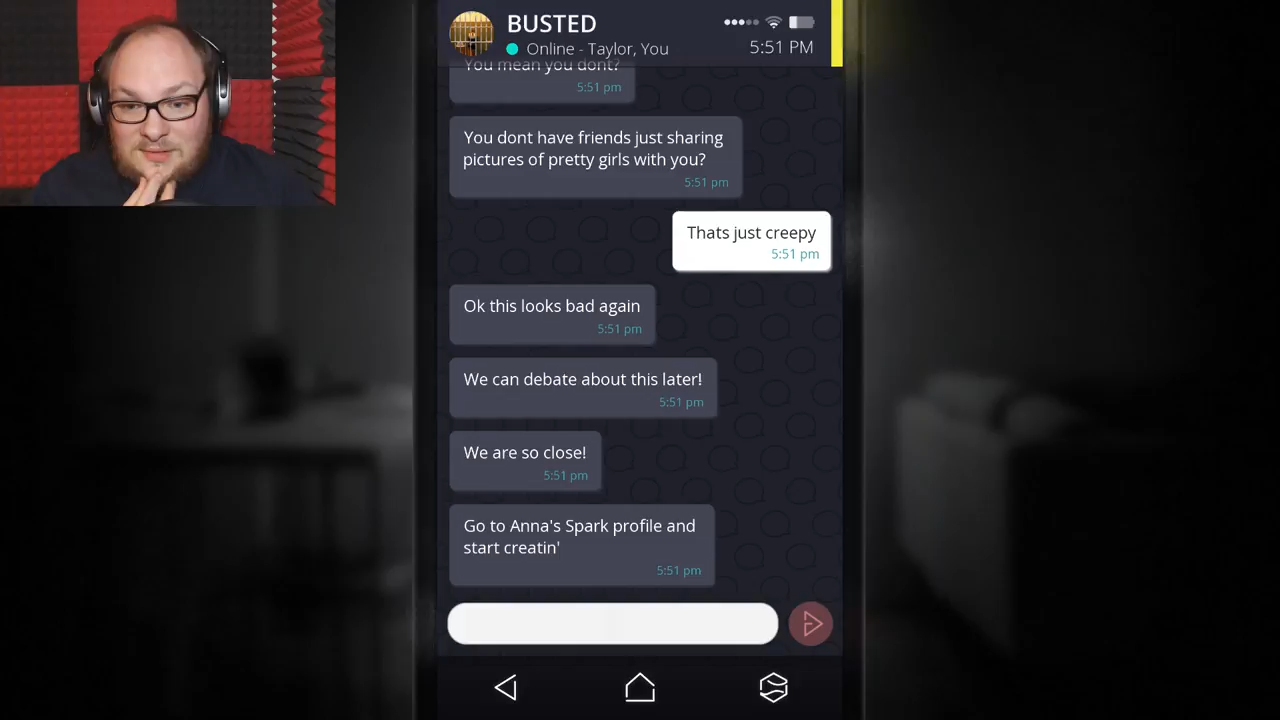 BUSTED
Online - Taylor, You
5:51 PM
You mean you dont?
5:51 pm
You dont have friends just sharing
pictures of pretty girls with you?
5:51 pm
Thats just creepy
5:51 pm
Ok this looks bad again
5:51 pm
We can debate about this later!
5:51 pm
We are so close!
5:51 pm
Go to Anna's Spark profile and
start creatin'
5:51 pm